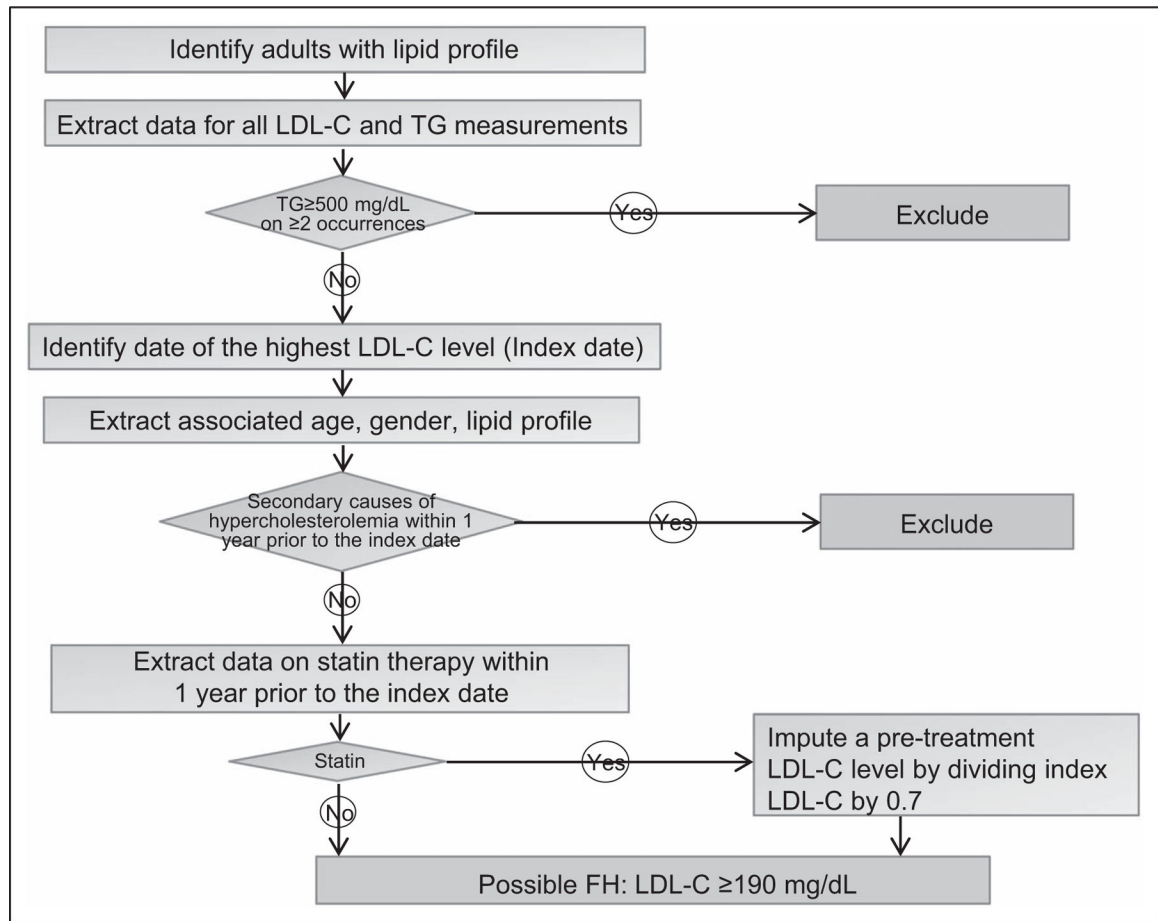 Identify adults with lipid profile
Extract data for all LDL-C and TG measurements
TG≥500 mg/dL
on ≥2 occurrences
Yes
Exclude
No
Identify date of the highest LDL-C level (Index date)
Extract associated age, gender, lipid profile
Secondary causes of
hypercholesterolemia within 1
year prior to the index date
Yes
Exclude
No
Extract data on statin therapy within
1 year prior to the index date
Statin
Yes
Impute a pre-treatment
LDL-C level by dividing index
LDL-C by 0.7
No
Possible FH: LDL-C ≥190 mg/dL